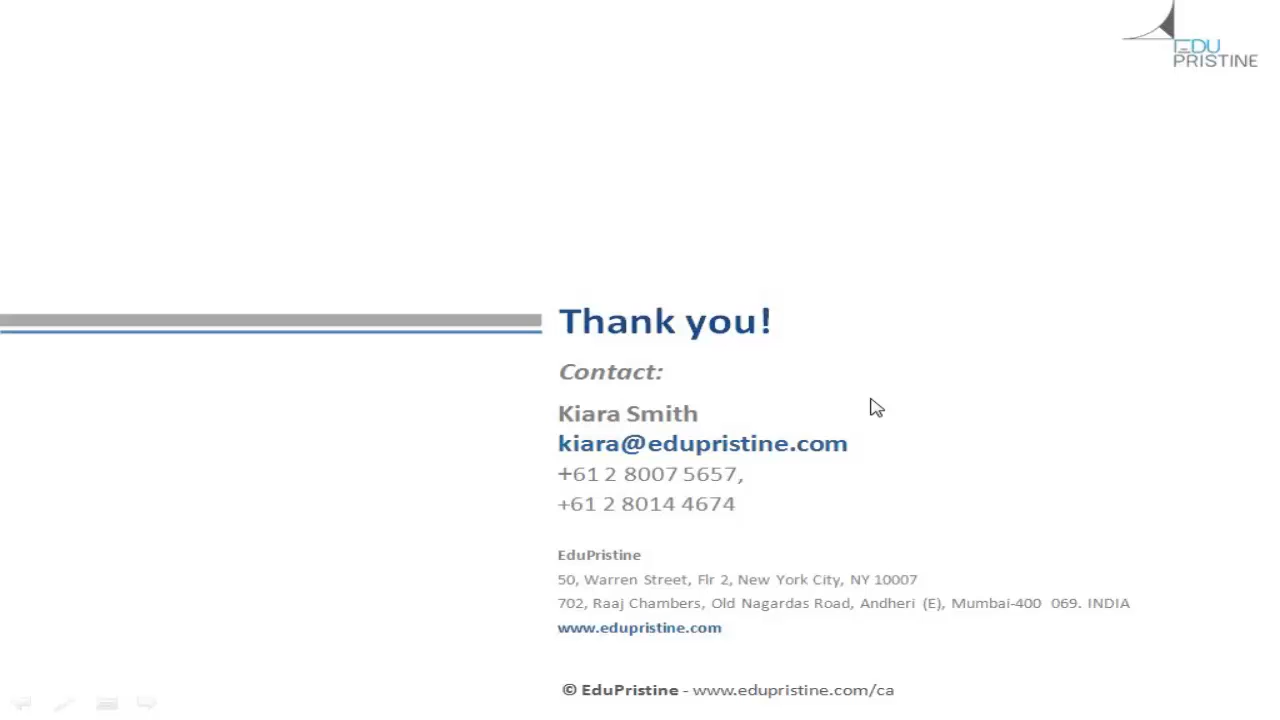 EDU
PRISTINE
Thank you!
Contact:
Kiara Smith
kiara@edupristine.com
+61 2 8007 5657,
+61 2 8014 4674
EduPristine
50, Warren Street, Flr 2, New York City, NY 10007
702, Raaj Chambers, Old Nagardas Road, Andheri (E), Mumbai-400 069. INDIA
www.edupristine.com
© EduPristine - www.edupristine.com/ca